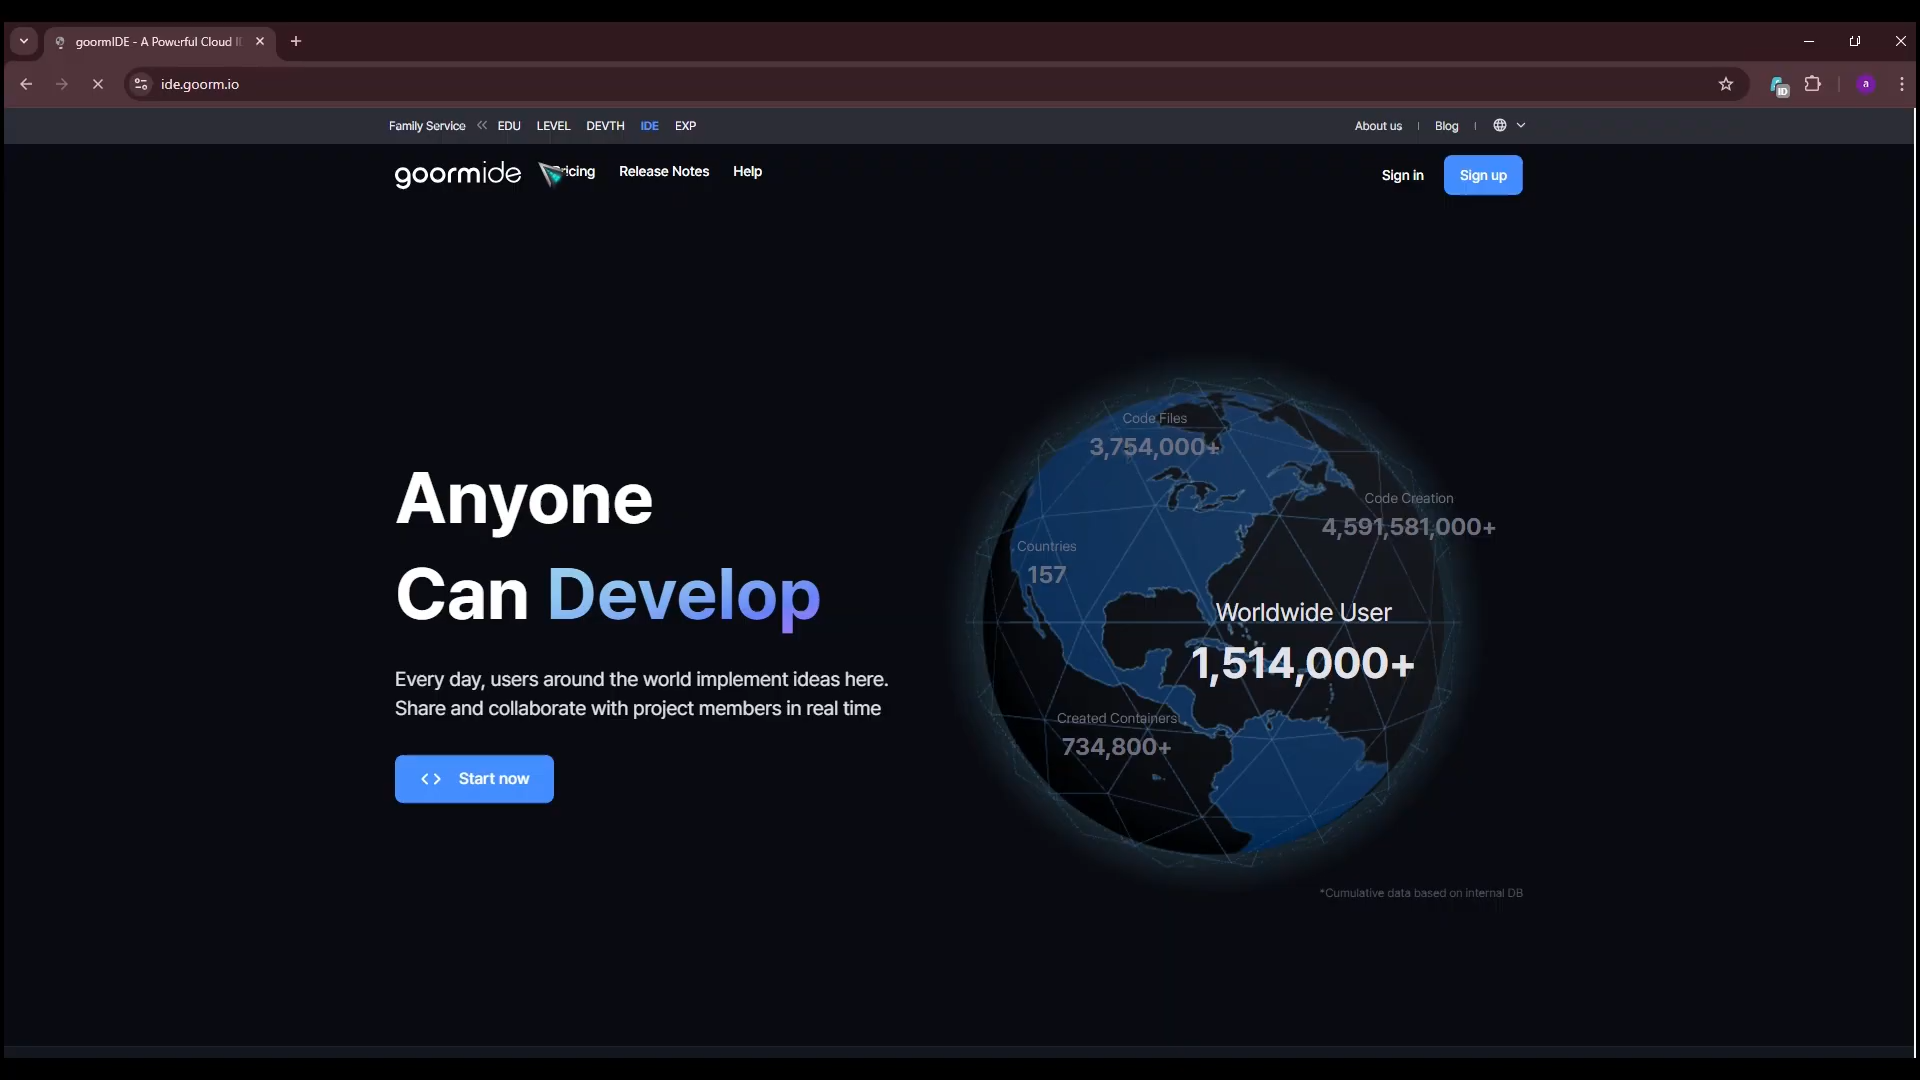 goormIDE - A Powerful Cloud
ide.goorm.io
a
ID
Family Service EDU LEVEL DEVTH IDE EXP
About us | Blog |
goormide
Release Notes
Help
Sign in
Sign up
Anyone
Can Develop
Every day, users around the world implement ideas here.
Share and collaborate with project members in real time
<> Start now
Code Files
3,754,000+
Code Creation
4,591,581,000+
Countries
157
Worldwide User
1,514,000+
Created Containers
734,800+
*Cumulative data based on internal DB